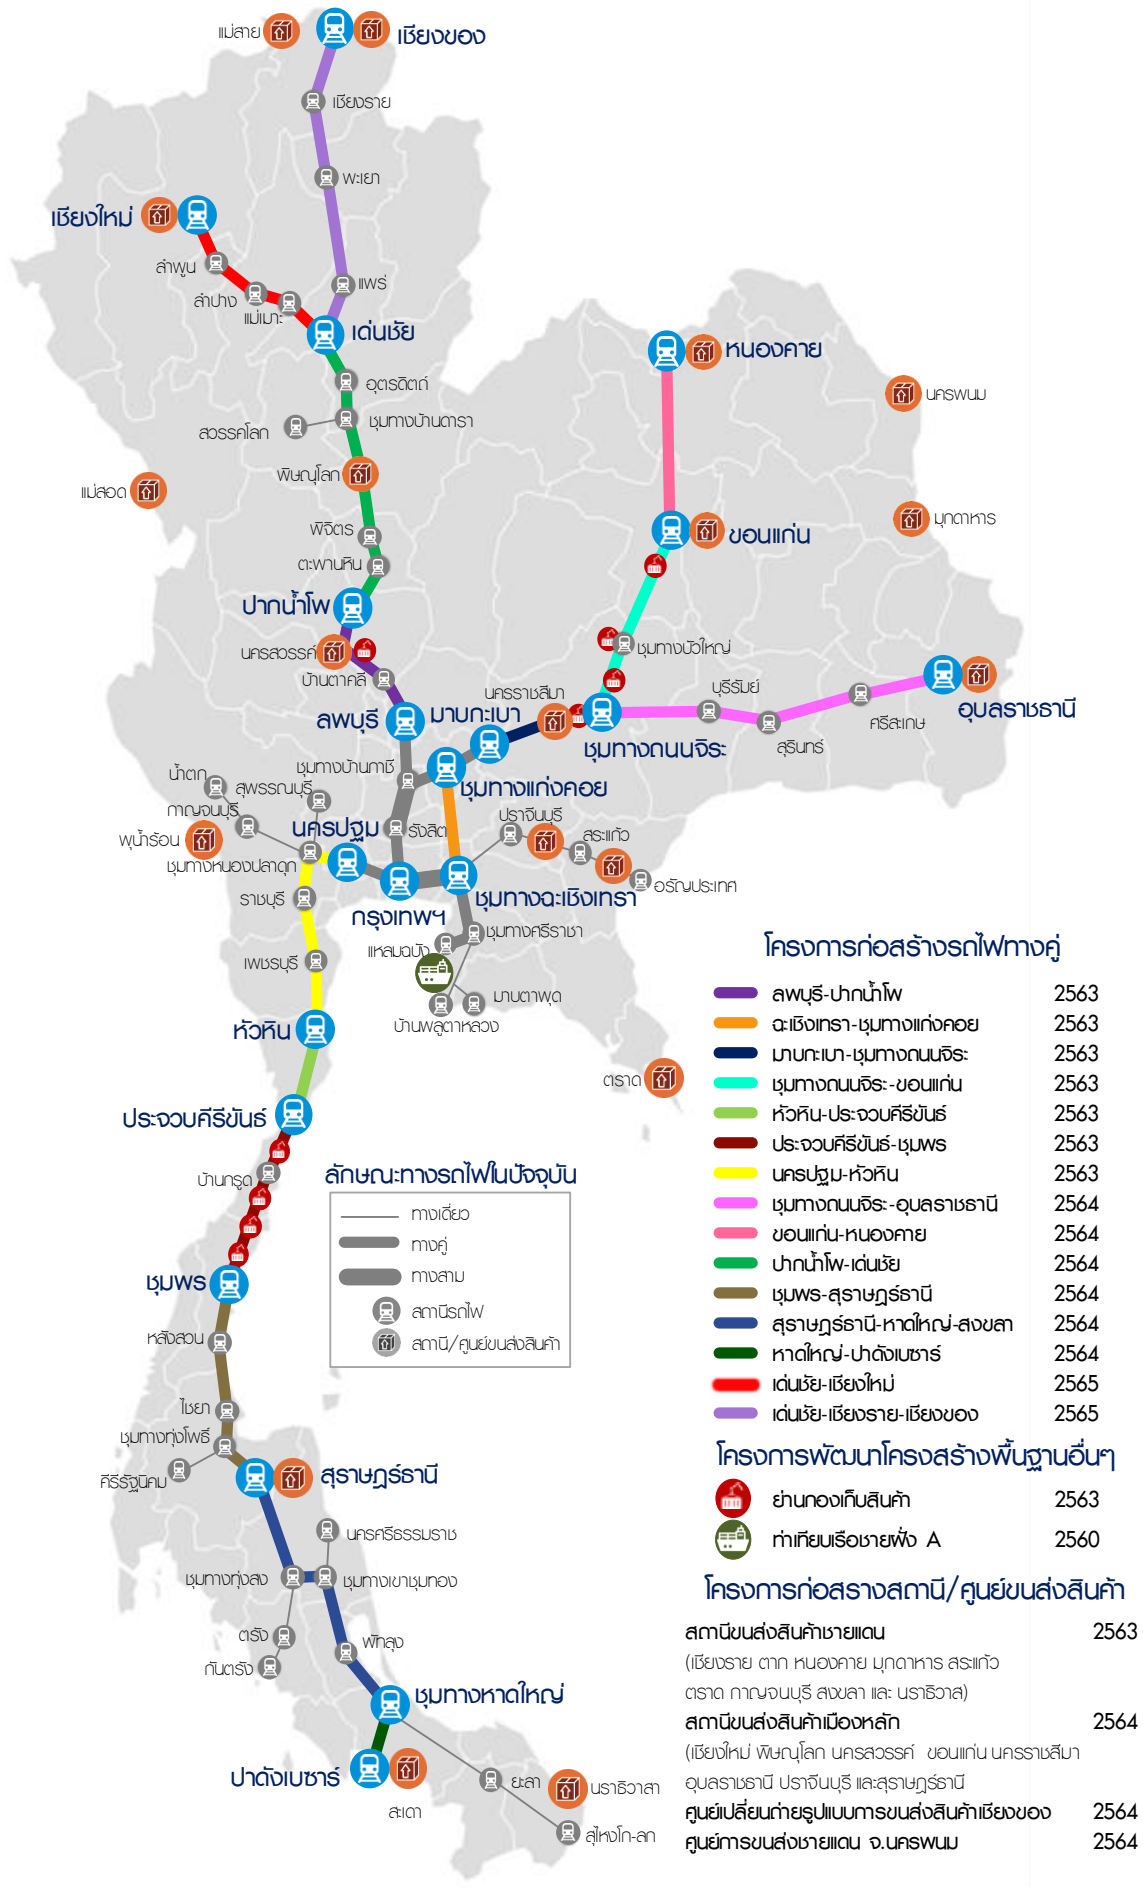 แม่สาย
เชียงของ
เชียงราย
พะเยา
เชียงใหม่
ลำพูน
ลำปาง
แม่เมาะ
แพร่
เด่นชัย
อุตรดิตถ์
ชุมทางบ้านดารา
สวรรคโลก
พิษณุโลก
แม่สอด
พิจิตร
ตะพานหิน
ปากน้ำโพ
นครสวรรค์
บ้านตาคลี
ลพบุรี
หนองคาย
นครพนม
มุกดาหาร
ขอนแก่น
ชุมทางบัวใหญ่
นครราชสีมา
มาบกะเบา
ชุมทางถนนจิระ
บุรีรัมย์
สุรินทร์
ศรีสะเกษ
อุบลราชธานี
ชุมทางบ้านภาชี
ชุมทางแก่งคอย
น้ำตก
สุพรรณบุรี
กาญจนบุรี
พุน้ำร้อน
นครปฐม
รังสิต
ปราจีนบุรี
สระแก้ว
อรัญประเทศ
ชุมทางหนองปลาดุก
ราชบุรี
กรุงเทพฯ
ชุมทางฉะเชิงเทรา
ชุมทางศรีราชา
แหลมฉบัง
เพชรบุรี
มาบตาพุด
บ้านพลูตาหลวง
หัวหิน
ตราด
ประจวบคีรีขันธ์
บ้านกรูด
ชุมพร
หลังสวน
ไชยา
ชุมทางทุ่งโพธิ์
คีรีรัฐนิคม
สุราษฎร์ธานี
นครศรีธรรมราช
ชุมทางทุ่งสง
ชุมทางเขาชุมทอง
ตรัง
กันตรัง
พัทลุง
ชุมทางหาดใหญ่
ปาดังเบซาร์
สะเดา
ยะลา
นราธิวาสา
สุไหงโก-ลก
ลักษณะทางรถไฟในปัจจุบัน
ทางเดี่ยว
ทางคู่
ทางสาม
สถานีรถไฟ
สถานี/ศูนย์ขนส่งสินค้า
โครงการก่อสร้างรถไฟทางคู่
ลพบุรี-ปากน้ำโพ 2563
ฉะเชิงเทรา-ชุมทางแก่งคอย 2563
มาบกะเบา-ชุมทางถนนจิระ 2563
ชุมทางถนนจิระ-ขอนแก่น 2563
หัวหิน-ประจวบคีรีขันธ์ 2563
ประจวบคีรีขันธ์-ชุมพร 2563
นครปฐม-หัวหิน 2563
ชุมทางถนนจิระ-อุบลราชธานี 2564
ขอนแก่น-หนองคาย 2564
ปากน้ำโพ-เด่นชัย 2564
ชุมพร-สุราษฎร์ธานี 2564
สุราษฎร์ธานี-หาดใหญ่-สงขลา 2564
หาดใหญ่-ปาดังเบซาร์ 2564
เด่นชัย-เชียงใหม่ 2565
เด่นชัย-เชียงราย-เชียงของ 2565
โครงการพัฒนาโครงสร้างพื้นฐานอื่นๆ
ย่านกองเก็บสินค้า 2563
ท่าเทียบเรือชายฝั่ง A 2560
โครงการก่อสรางสถานี/ศูนย์ขนส่งสินค้า
สถานีขนส่งสินค้าชายแดน 2563
(เชียงราย ตาก หนองคาย มุกดาหาร สระแก้ว
ตราด กาญจนบุรี สงขลา และ นราธิวาส)
สถานีขนส่งสินค้าเมืองหลัก 2564
(เชียงใหม่ พิษณุโลก นครสวรรค์ ขอนแก่น นครราชสีมา
อุบลราชธานี ปราจีนบุรี และสุราษฎร์ธานี
ศูนย์เปลี่ยนถ่ายรูปแบบการขนส่งสินค้าเชียงของ 2564
ศูนย์การขนส่งชายแดน จ.นครพนม 2564